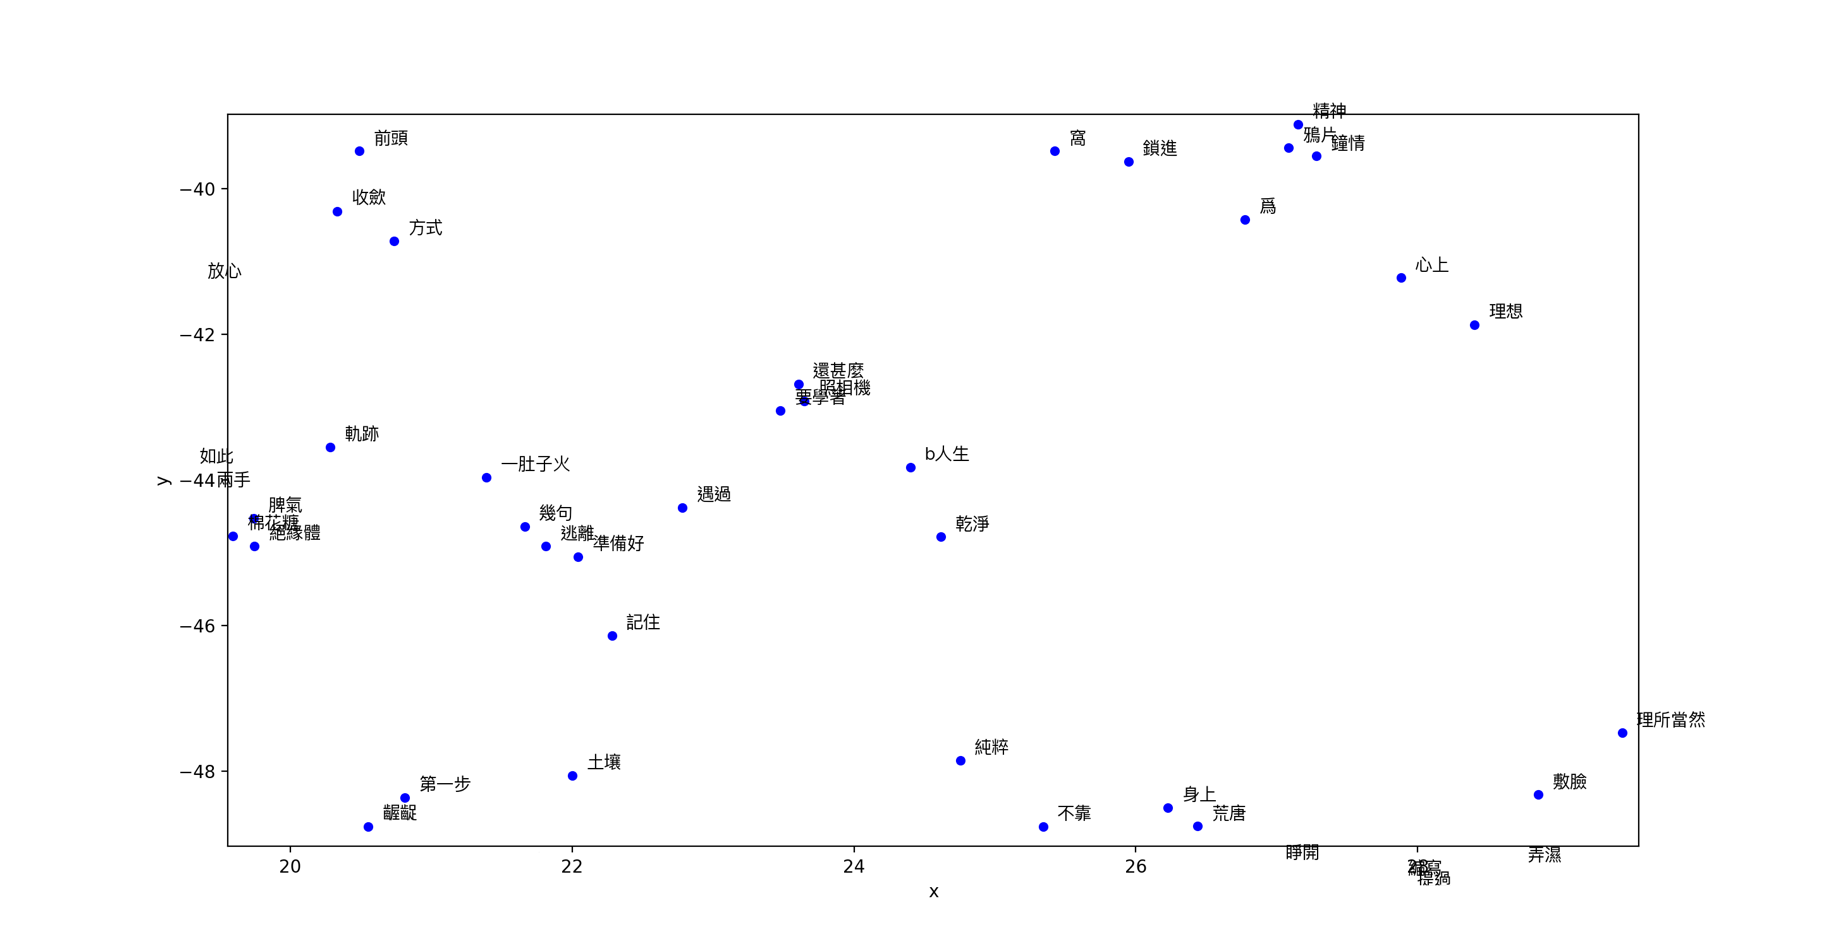 精神
鴉片
鐘情
前頭
窩
鎖進
收歛
爲
方式
心上
放心
理想
還甚麼
照相機
要學著
軌跡
b人生
如此
一肚子火
兩手
遇過
脾氣
幾句
棉花糖
乾淨
絕緣體
逃離
準備好
記住
理所當然
純粹
土壤
敷臉
第一步
身上
齷齪
不靠
荒唐
睜開
弄濕
提過
−40
−42
−44
−46
−48
y
20
22
24
26
28
x